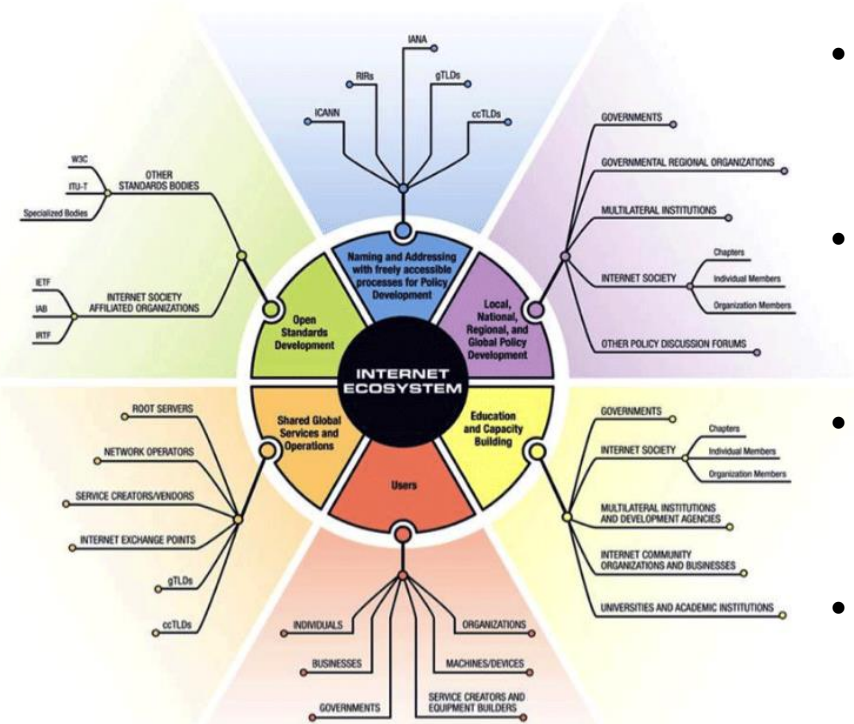 IANA
RIRs
gTLDs
ICANN
ccTLDs
W3C
ITU-T
Specialized Bodies
OTHER
STANDARDS BODIES
IETF
IAB
IRTF
INTERNET SOCIETY
AFFILIATED ORGANIZATIONS
GOVERNMENTS
GOVERNMENTAL REGIONAL ORGANIZATIONS
MULTILATERAL INSTITUTIONS
INTERNET SOCIETY
Chapters
Individual Members
Organization Members
OTHER POLICY DISCUSSION FORUMS
Naming and Addressing
with freely accessible
processes for Policy
Development
Open
Standards
Development
Local,
National,
Regional, and
Global Policy
Development
INTERNET
ECOSYSTEM
Shared Global
Services and
Operations
Users
Education
and Capacity
Building
ROOT SERVERS
NETWORK OPERATORS
SERVICE CREATORS/VENDORS
INTERNET EXCHANGE POINTS
gTLDs
ccTLDs
GOVERNMENTS
INTERNET SOCIETY
Chapters
Individual Members
Organization Members
MULTILATERAL INSTITUTIONS
AND DEVELOPMENT AGENCIES
INTERNET COMMUNITY
ORGANIZATIONS AND BUSINESSES
UNIVERSITIES AND ACADEMIC INSTITUTIONS
INDIVIDUALS
BUSINESSES
GOVERNMENTS
ORGANIZATIONS
MACHINES/DEVICES
SERVICE CREATORS AND
EQUIPMENT BUILDERS